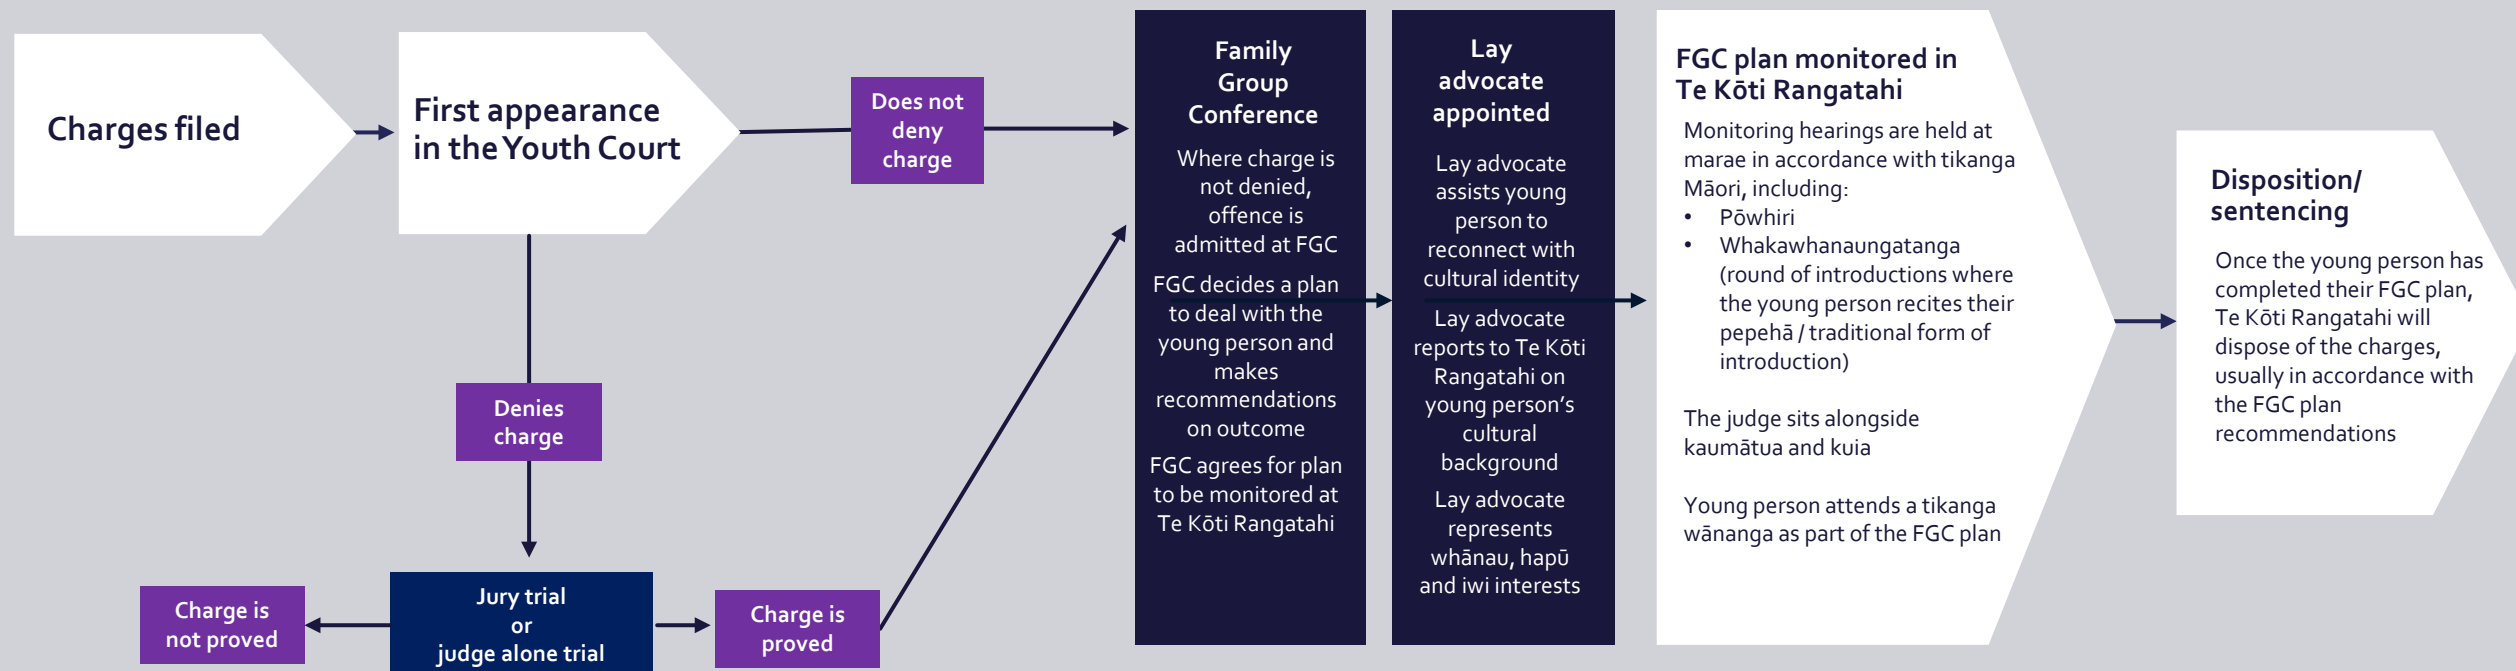 Charges filed
First appearance
in the Youth Court
Does not
deny
charge
Denies
charge
Jury trial
or
judge alone trial
Charge is
not proved
Charge is
proved
Family
Group
Conference
Where charge is
not denied,
offence is
admitted at FGC
FGC decides a plan
to deal with the
young person and
makes
recommendations
on outcome
FGC agrees for plan
to be monitored at
Te Kōti Rangatahi
Lay
advocate
appointed
Lay advocate
assists young
person to
reconnect with
cultural identity
Lay advocate
reports to Te Kōti
Rangatahi on
young person's
cultural
background
Lay advocate
represents
whānau, hapū
and iwi interests
FGC plan monitored in
Te Kōti Rangatahi
Monitoring hearings are held at
marae in accordance with tikanga
Māori, including:
• Pōwhiri
• Whakawhanaungatanga
(round of introductions where
the young person recites their
pepehā / traditional form of
introduction)
The judge sits alongside
kaumātua and kuia
Young person attends a tikanga
wānanga as part of the FGC plan
Disposition/
sentencing
Once the young person has
completed their FGC plan,
Te Kōti Rangatahi will
dispose of the charges,
usually in accordance with
the FGC plan
recommendations